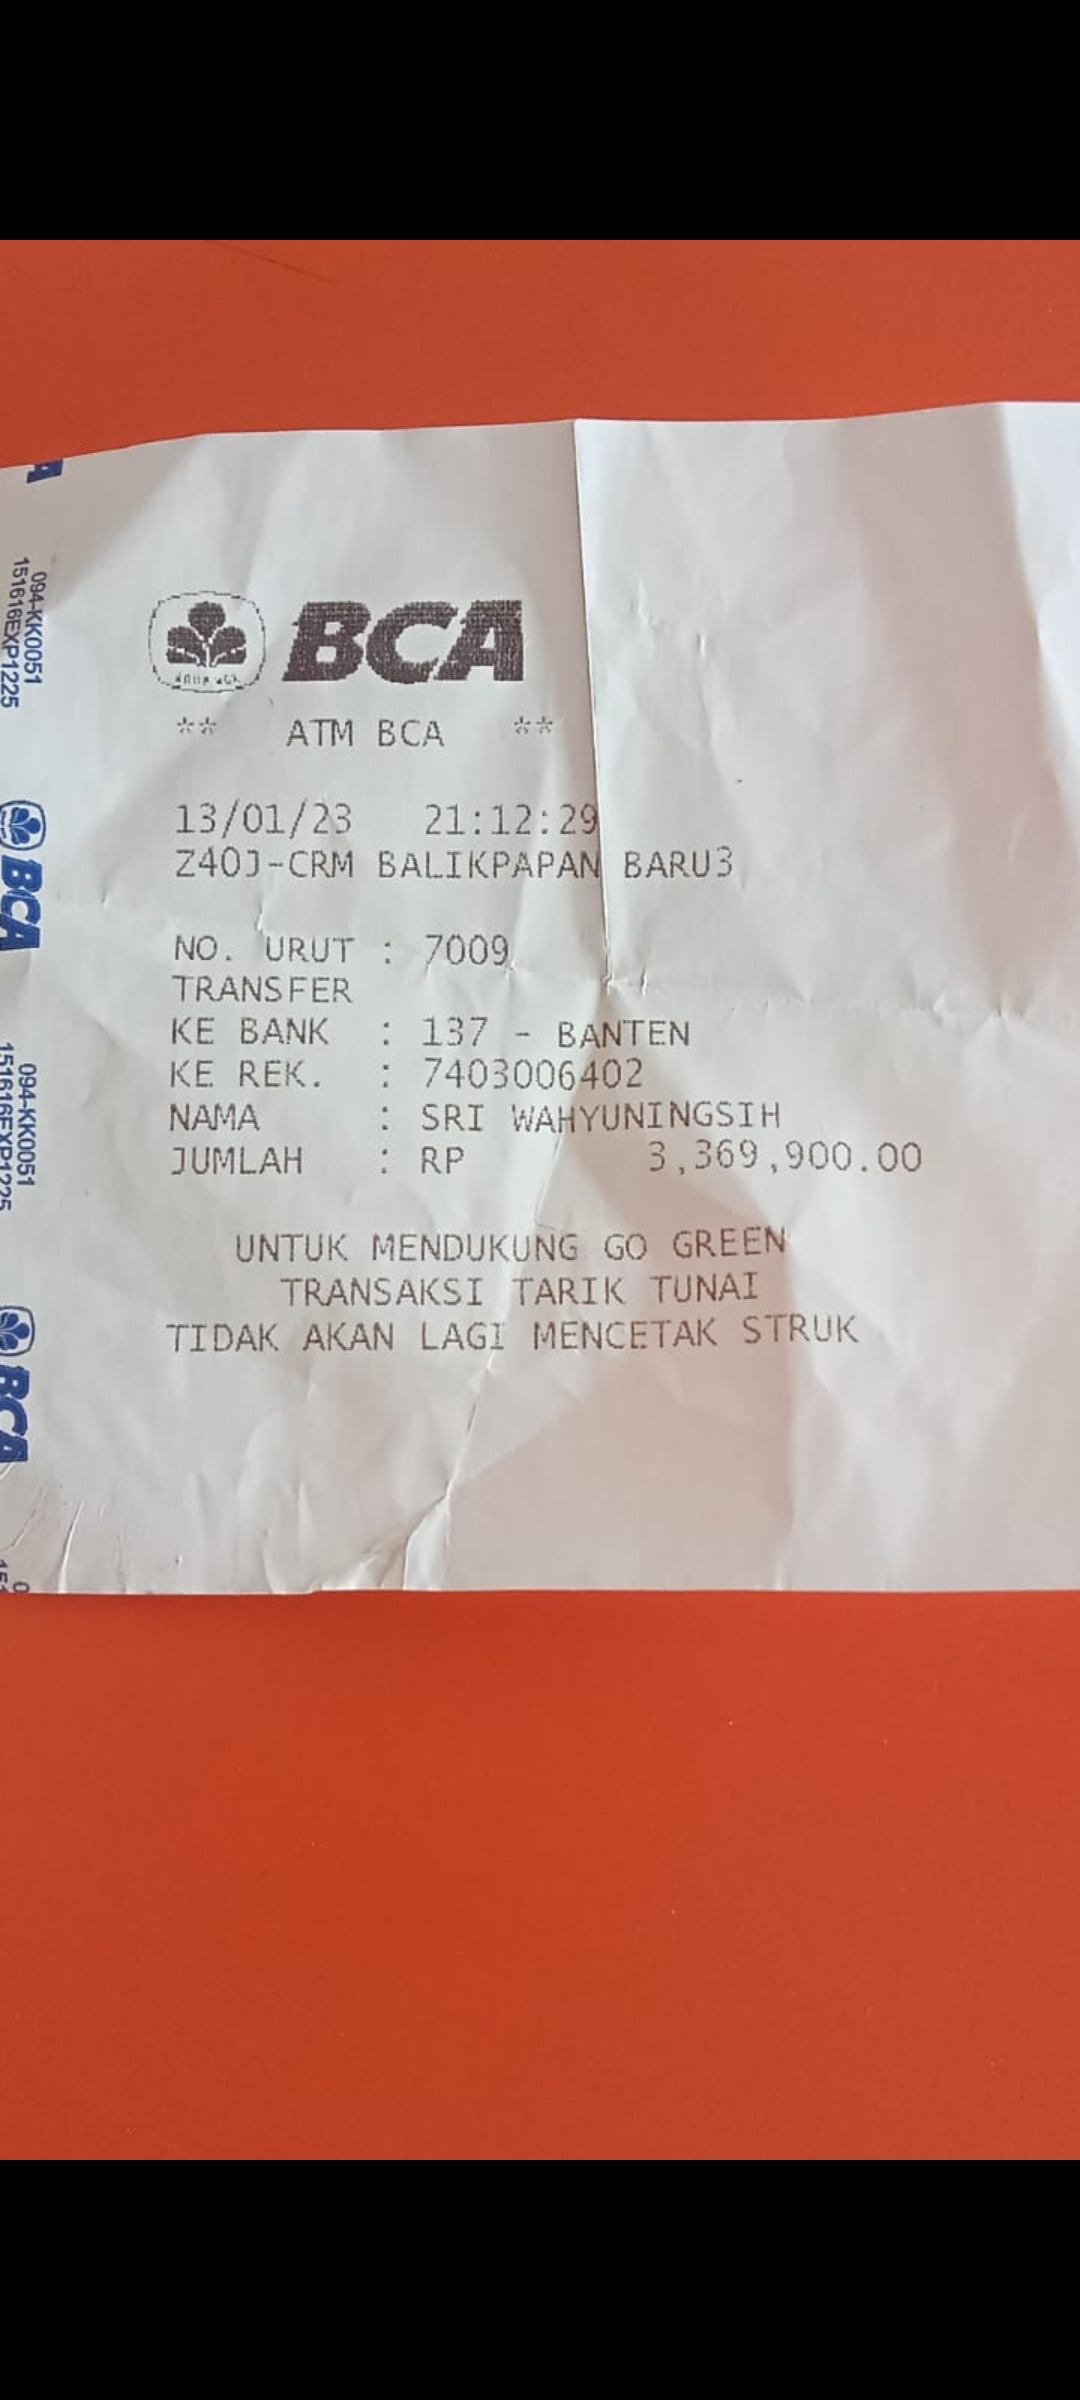 094-KK0051
151616EXP1225
BCA
094-KK0051
151616EXP1225
BCA
BCA
** ATM BCA **
13/01/23 21:12:29
Z40J-CRM BALIKPAPAN BARU3
NO. URUT : 7009
TRANSFER
KE BANK : 137 - BANTEN
KE REK. : 7403006402
NAMA : SRI WAHYUNINGSIH
JUMLAH : RP 3,369,900.00
UNTUK MENDUKUNG GO GREEN
TRANSAKSI TARIK TUNAI
TIDAK AKAN LAGI MENCETAK STRUK